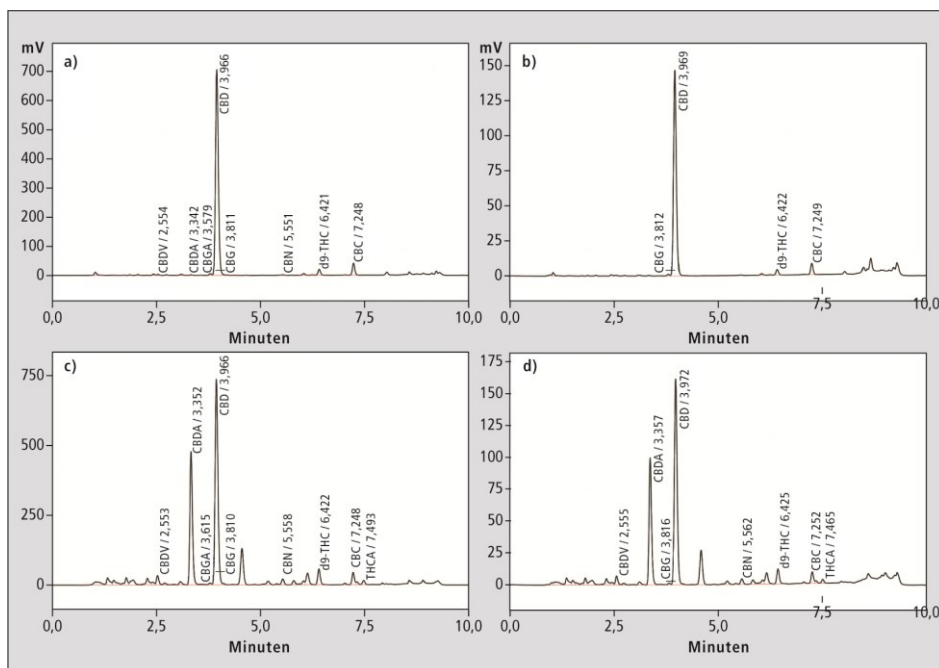 mV
a)
700
600
500
400
300
200
100
0
CBDV / 2,554
CBDA / 3,342
CBGA / 3,579
CBG / 3,811
CBD / 3,966
CBN / 5,551
d9-THC / 6,421
CBC / 7,248
0,0 2,5 5,0 7,5 10,0
Minuten
mV
b)
150
125
100
75
50
25
0
CBG / 3,812
CBD / 3,969
d9-THC / 6,422
CBC / 7,249
0,0 2,5 5,0 7,5 10,0
Minuten
c)
750
500
250
0
CBDV / 2,553
CBDA / 3,352
CBGA / 3,615
CBG / 3,810
CBD / 3,966
CBN / 5,558
d9-THC / 6,422
CBC / 7,248
THCA / 7,493
0,0 2,5 5,0 7,5 10,0
Minuten
d)
175
150
125
100
75
50
25
0
CBDV / 2,555
CBDA / 3,357
CBG / 3,816
CBD / 3,972
CBN / 5,562
d9-THC / 6,425
CBC / 7,252
THCA / 7,465
0,0 2,5 5,0 7,5 10,0
Minuten